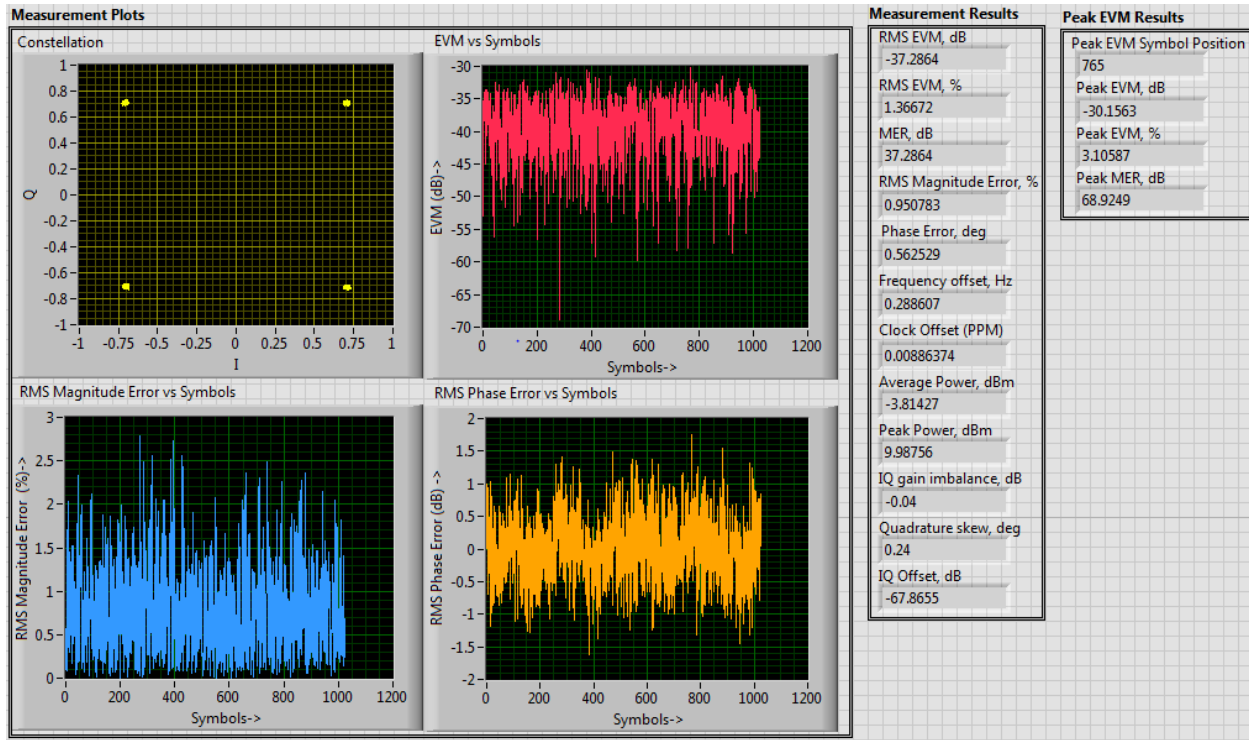 Measurement Plots
Constellation
1
0.8
0.6
0.4
0.2
0
-0.2
-0.4
-0.6
-0.8
-1
Q
-1 -0.75 -0.5 -0.25 0 0.25 0.5 0.75 1
I
EVM vs Symbols
-30
-35
-40
-45
-50
-55
-60
-65
-70
EVM (dB)->
0 200 400 600 800 1000 1200
Symbols->
RMS Magnitude Error vs Symbols
3
2.5
2
1.5
1
0.5
0
RMS Magnitude Error (%)->
0 200 400 600 800 1000 1200
Symbols->
RMS Phase Error vs Symbols
2
1.5
1
0.5
0
-0.5
-1
-1.5
-2
RMS Phase Error (dB) ->
0 200 400 600 800 1000 1200
Symbols->
Measurement Results
RMS EVM, dB
-37.2864
RMS EVM, %
1.36672
MER, dB
37.2864
RMS Magnitude Error, %
0.950783
Phase Error, deg
0.562529
Frequency offset, Hz
0.288607
Clock Offset (PPM)
0.00886374
Average Power, dBm
-3.81427
Peak Power, dBm
9.98756
IQ gain imbalance, dB
-0.04
Quadrature skew, deg
0.24
IQ Offset, dB
-67.8655
Peak EVM Results
Peak EVM Symbol Position
765
Peak EVM, dB
-30.1563
Peak EVM, %
3.10587
Peak MER, dB
68.9249